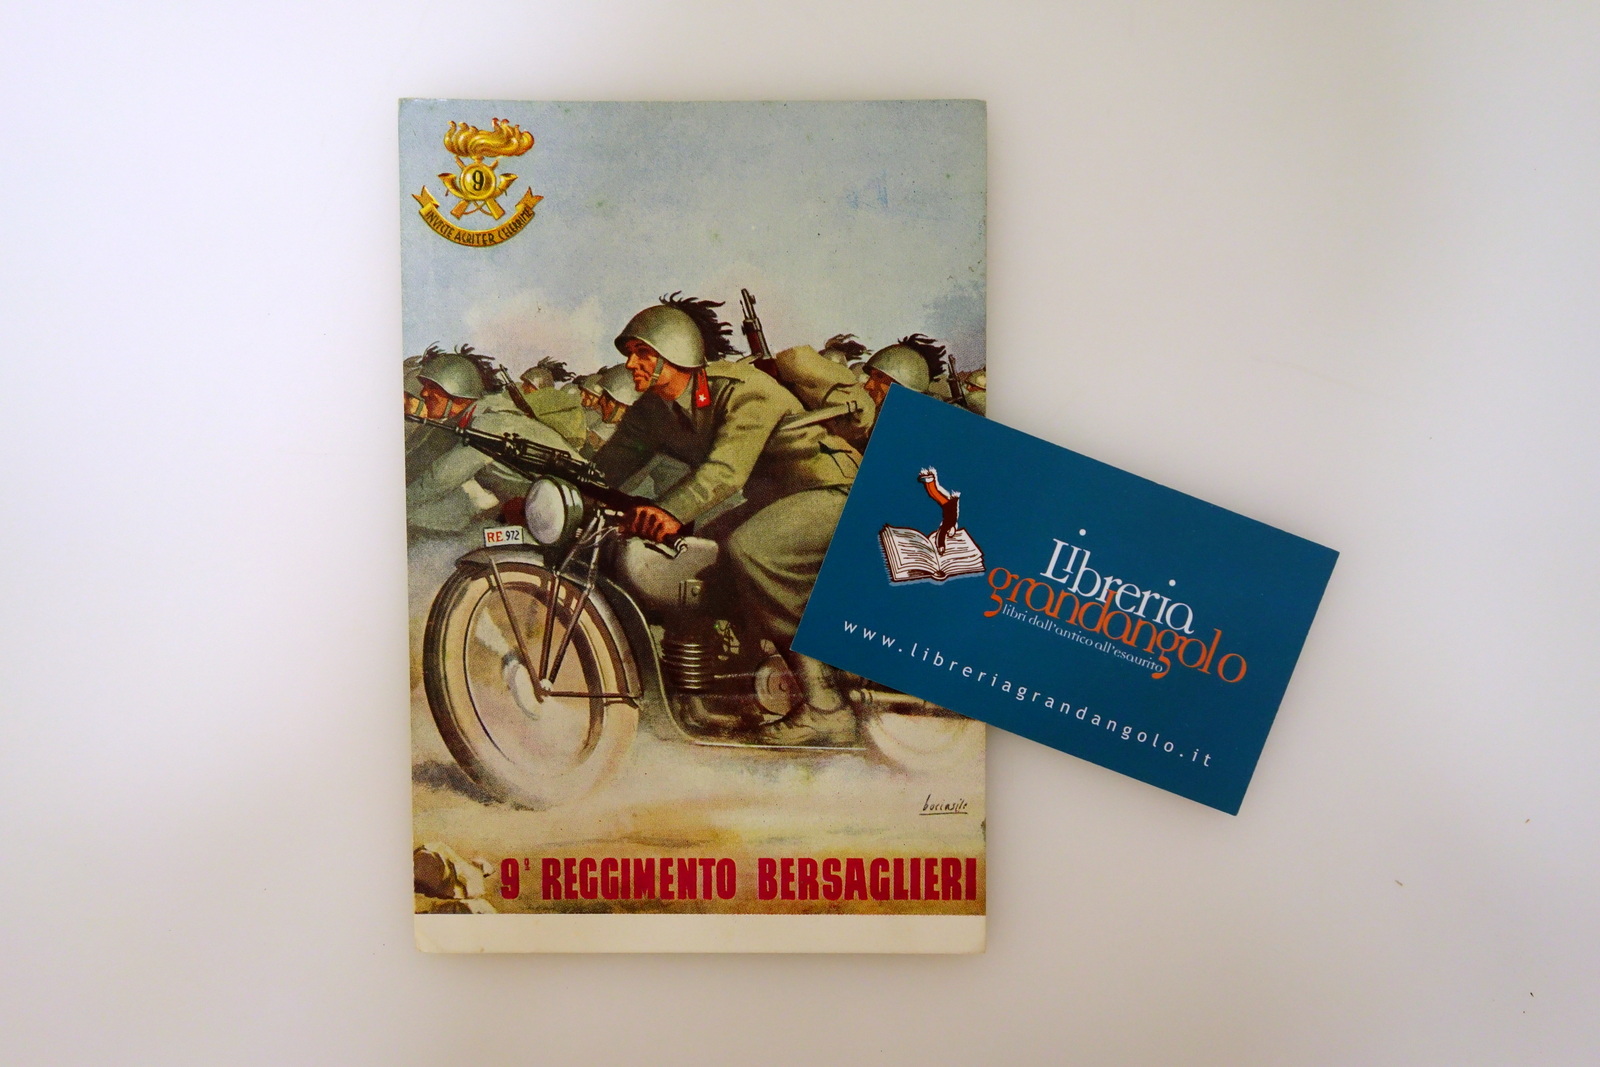 9
INVICTE ACRITER CELERRIME
RE 972
boccasile
9° REGGIMENTO BERSAGLIERI
Libreria
grandangolo
libri dall'antico all'esaurito
www.libreriagrandangolo.it